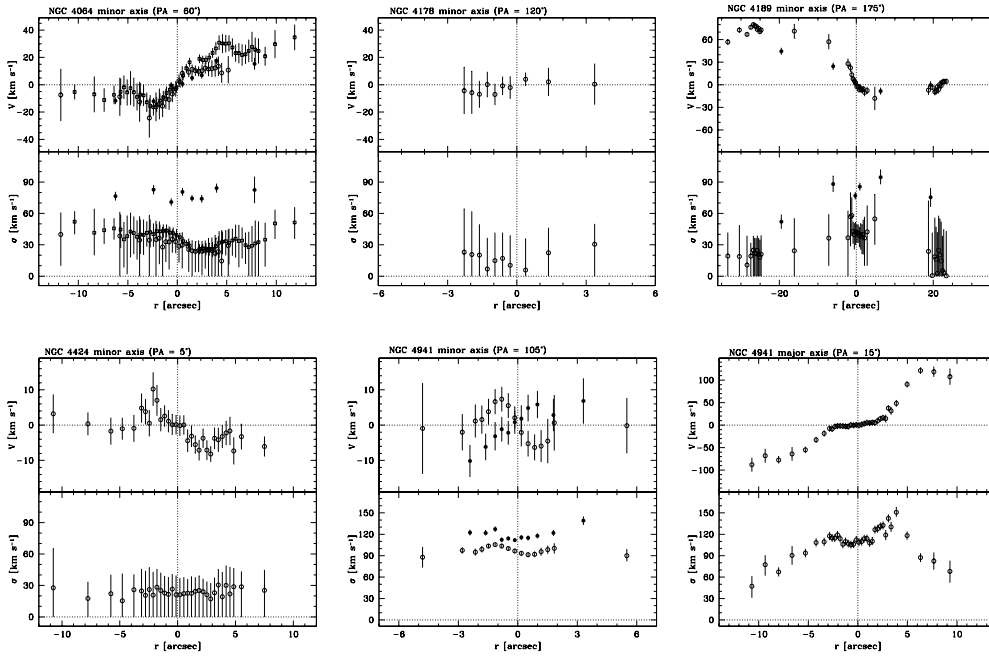 NGC 4064 minor axis (PA = 60°)
NGC 4178 minor axis (PA = 120°)
NGC 4189 minor axis (PA = 175°)
40
20
0
−20
−40
V [km s⁻¹]
40
20
0
−20
−40
V [km s⁻¹]
60
30
0
−30
−60
V [km s⁻¹]
90
60
30
0
σ [km s⁻¹]
90
60
30
0
σ [km s⁻¹]
90
60
30
0
σ [km s⁻¹]
−10 −5 0 5 10
r [arcsec]
−6 −3 0 3 6
r [arcsec]
−20 0 20
r [arcsec]
NGC 4424 minor axis (PA = 5°)
NGC 4941 minor axis (PA = 105°)
NGC 4941 major axis (PA = 15°)
10
0
−10
V [km s⁻¹]
10
0
−10
V [km s⁻¹]
100
50
0
−50
−100
V [km s⁻¹]
90
60
30
0
σ [km s⁻¹]
150
120
90
60
30
0
σ [km s⁻¹]
150
120
90
60
30
0
σ [km s⁻¹]
−10 −5 0 5 10
r [arcsec]
−6 −3 0 3 6
r [arcsec]
−10 −5 0 5 10
r [arcsec]